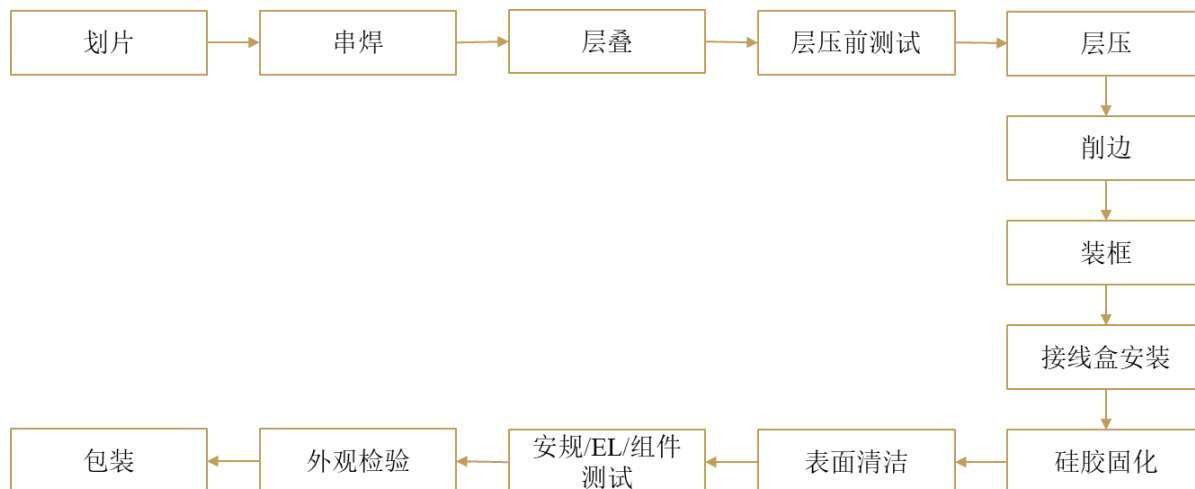 划片
串焊
层叠
层压前测试
层压
削边
装框
接线盒安装
硅胶固化
表面清洁
安规/EL/组件
测试
外观检验
包装